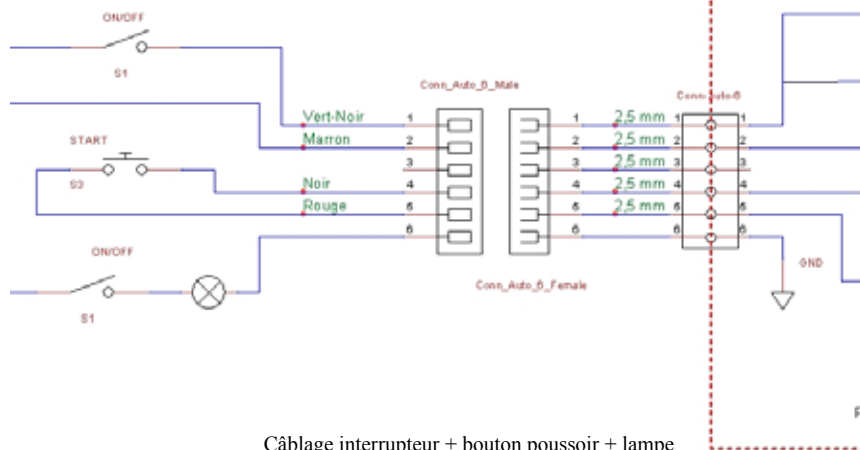 ON/OFF
S1
Conn_Auto_6_Male
Conn-auto-6
Vert-Noir 1 1 2,5 mm 1 1
Marron 2 2 2,5 mm 2 2
START
3 3 2,5 mm 3 3
S3
Noir 4 4 2,5 mm 4 4
Rouge 5 5 2,5 mm 5 5
6 6 6 6
ON/OFF
GND
Conn_Auto_6_Female
S1
Câblage interrupteur + bouton poussoir + lampe